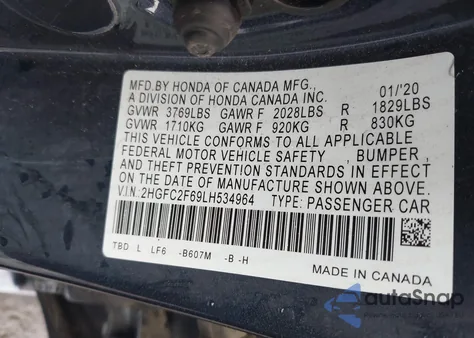 MFD.BY HONDA OF CANADA MFG.,
A DIVISION OF HONDA CANADA INC. 01/'20
GVWR 3769LBS GAWR F 2028LBS R 1829LBS
GVWR 1710KG GAWR F 920KG R 830KG
THIS VEHICLE CONFORMS TO ALL APPLICABLE
FEDERAL MOTOR VEHICLE SAFETY , BUMPER ,
AND THEFT PREVENTION STANDARDS IN EFFECT
ON THE DATE OF MANUFACTURE SHOWN ABOVE.
V.I.N: 2HGFC2F69LH534964 TYPE: PASSENGER CAR
TBD L LF6 -B607M -B -H
MADE IN CANADA
autoSnap